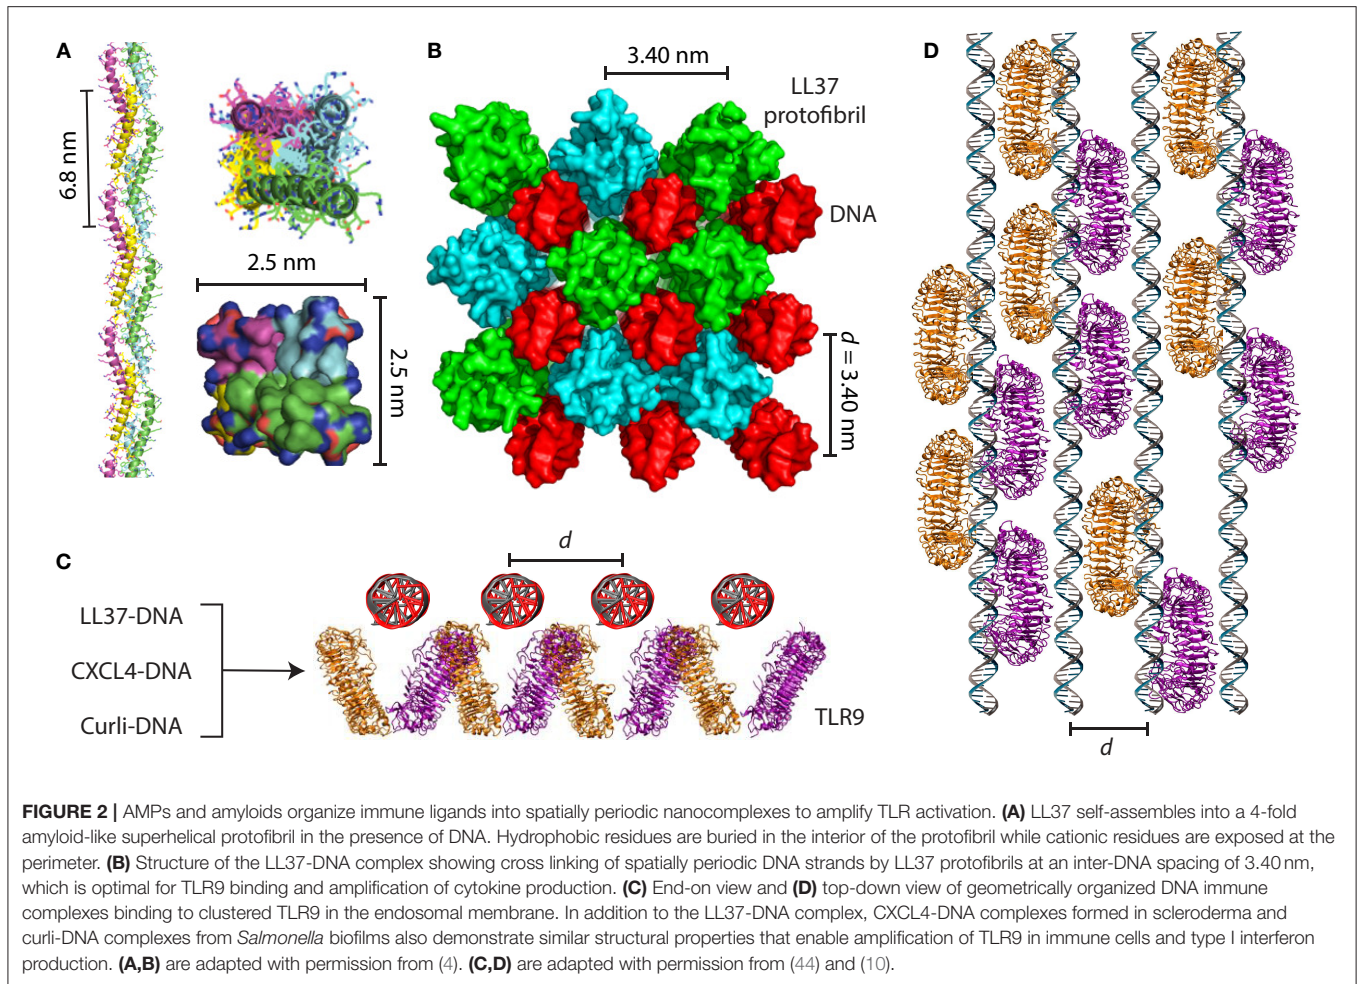 A
6.8 nm
2.5 nm
2.5 nm
B
3.40 nm
LL37
protofibril
DNA
d = 3.40 nm
C
d
LL37-DNA
CXCL4-DNA
Curli-DNA
TLR9
D
d
FIGURE 2 | AMPs and amyloids organize immune ligands into spatially periodic nanocomplexes to amplify TLR activation. (A) LL37 self-assembles into a 4-fold
amyloid-like superhelical protofibril in the presence of DNA. Hydrophobic residues are buried in the interior of the protofibril while cationic residues are exposed at the
perimeter. (B) Structure of the LL37-DNA complex showing cross linking of spatially periodic DNA strands by LL37 protofibrils at an inter-DNA spacing of 3.40 nm,
which is optimal for TLR9 binding and amplification of cytokine production. (C) End-on view and (D) top-down view of geometrically organized DNA immune
complexes binding to clustered TLR9 in the endosomal membrane. In addition to the LL37-DNA complex, CXCL4-DNA complexes formed in scleroderma and
curli-DNA complexes from Salmonella biofilms also demonstrate similar structural properties that enable amplification of TLR9 in immune cells and type I interferon
production. (A,B) are adapted with permission from (4). (C,D) are adapted with permission from (44) and (10).